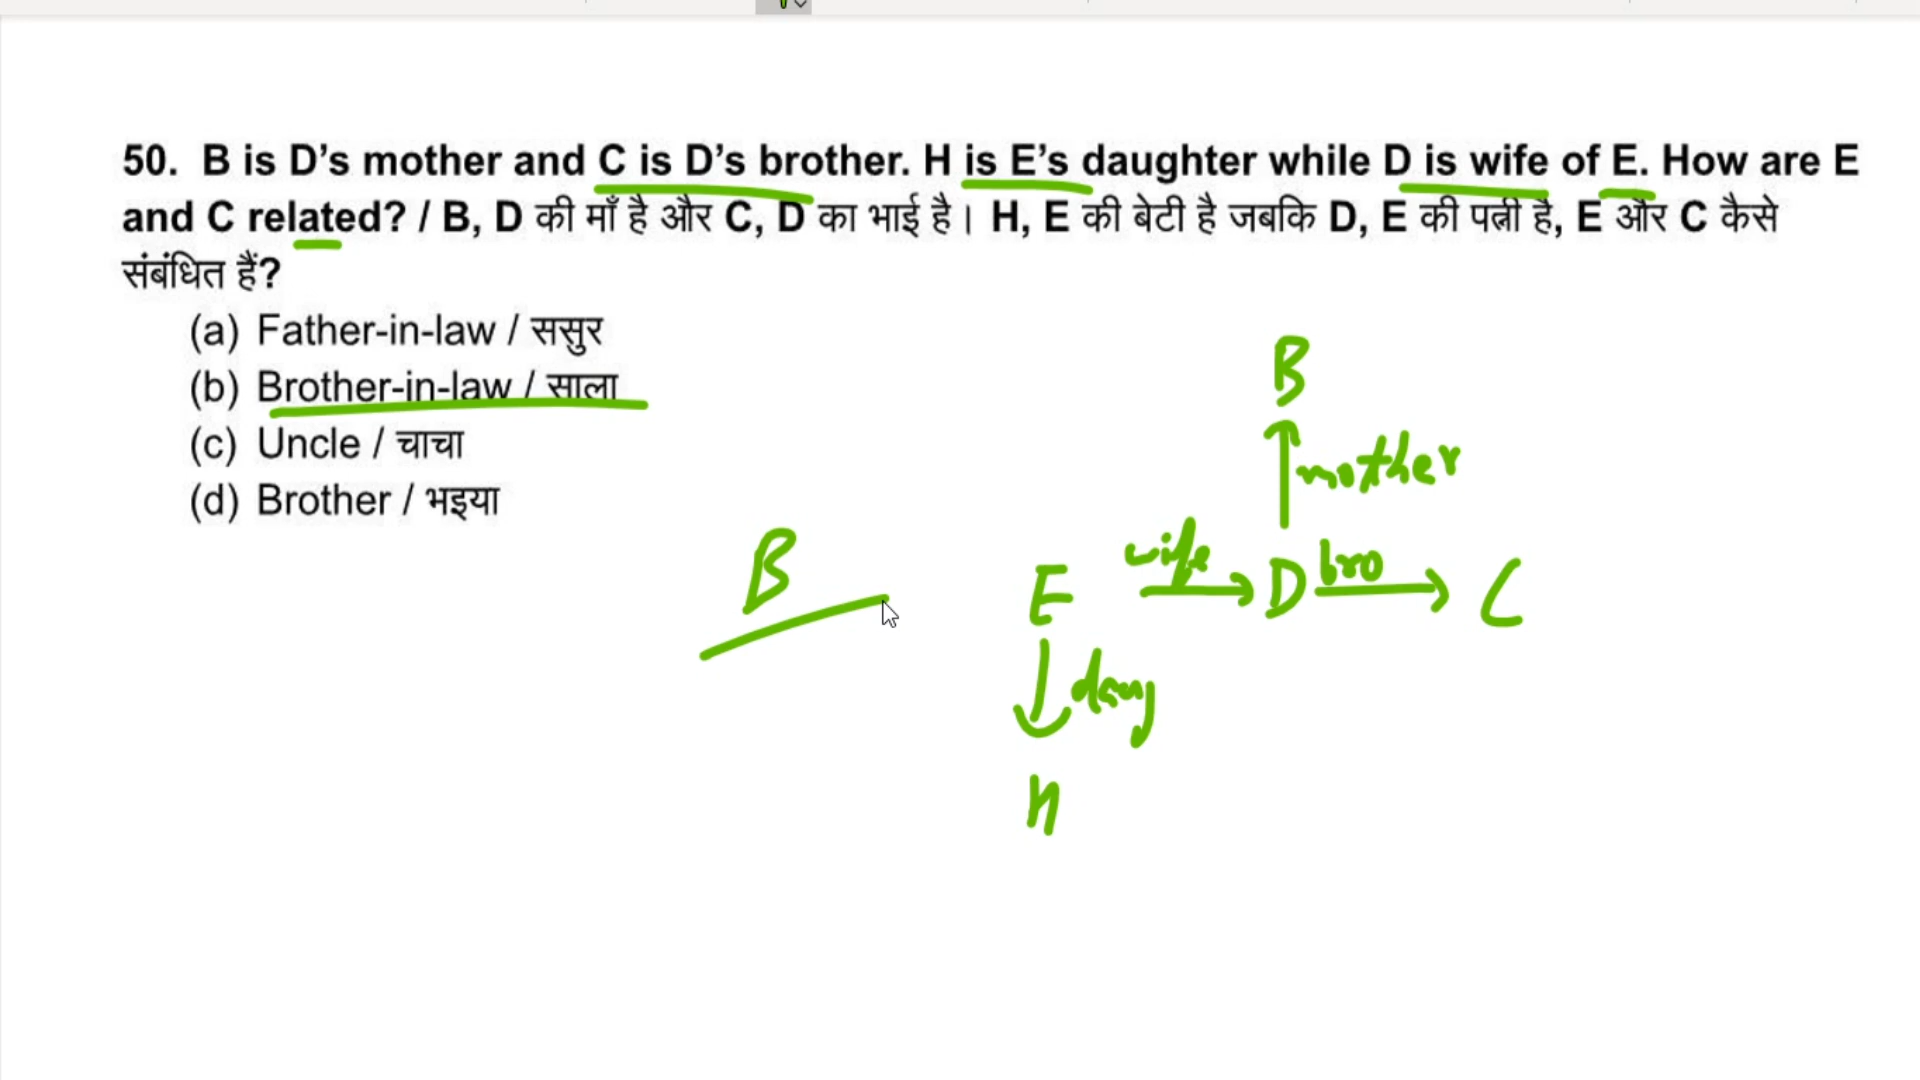 50. B is D's mother and C is D's brother. H is E's daughter while D is wife of E. How are E
and C related? / B, D की माँ है और C, D का भाई है। H, E की बेटी है जबकि D, E की पत्नी है, E और C कैसे
संबंधित हैं?
(a) Father-in-law / ससुर
(b) Brother-in-law / साला
(c) Uncle / चाचा
(d) Brother / भइया
B
mother
B
wife
bro
E D C
daug
H